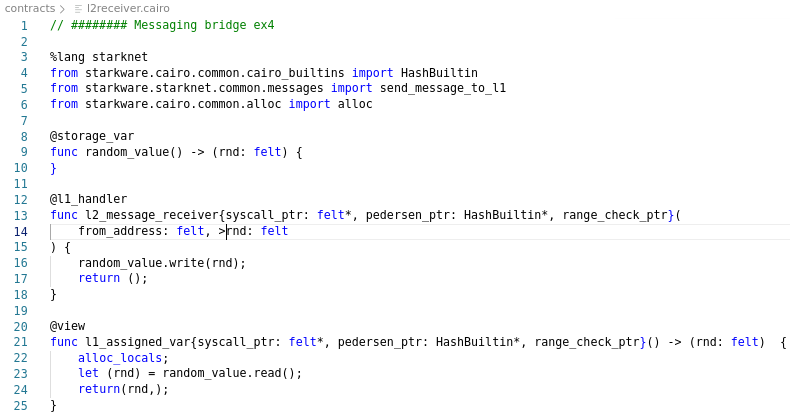 contracts > l2receiver.cairo
1 // ######## Messaging bridge ex4
2
3 %lang starknet
4 from starkware.cairo.common.cairo_builtins import HashBuiltin
5 from starkware.starknet.common.messages import send_message_to_l1
6 from starkware.cairo.common.alloc import alloc
7
8 @storage_var
9 func random_value() -> (rnd: felt) {
10 }
11
12 @l1_handler
13 func l2_message_receiver{syscall_ptr: felt*, pedersen_ptr: HashBuiltin*, range_check_ptr}(
14     from_address: felt, >rnd: felt
15 ) {
16     random_value.write(rnd);
17     return ();
18 }
19
20 @view
21 func l1_assigned_var{syscall_ptr: felt*, pedersen_ptr: HashBuiltin*, range_check_ptr}() -> (rnd: felt)  {
22     alloc_locals;
23     let (rnd) = random_value.read();
24     return(rnd,);
25 }